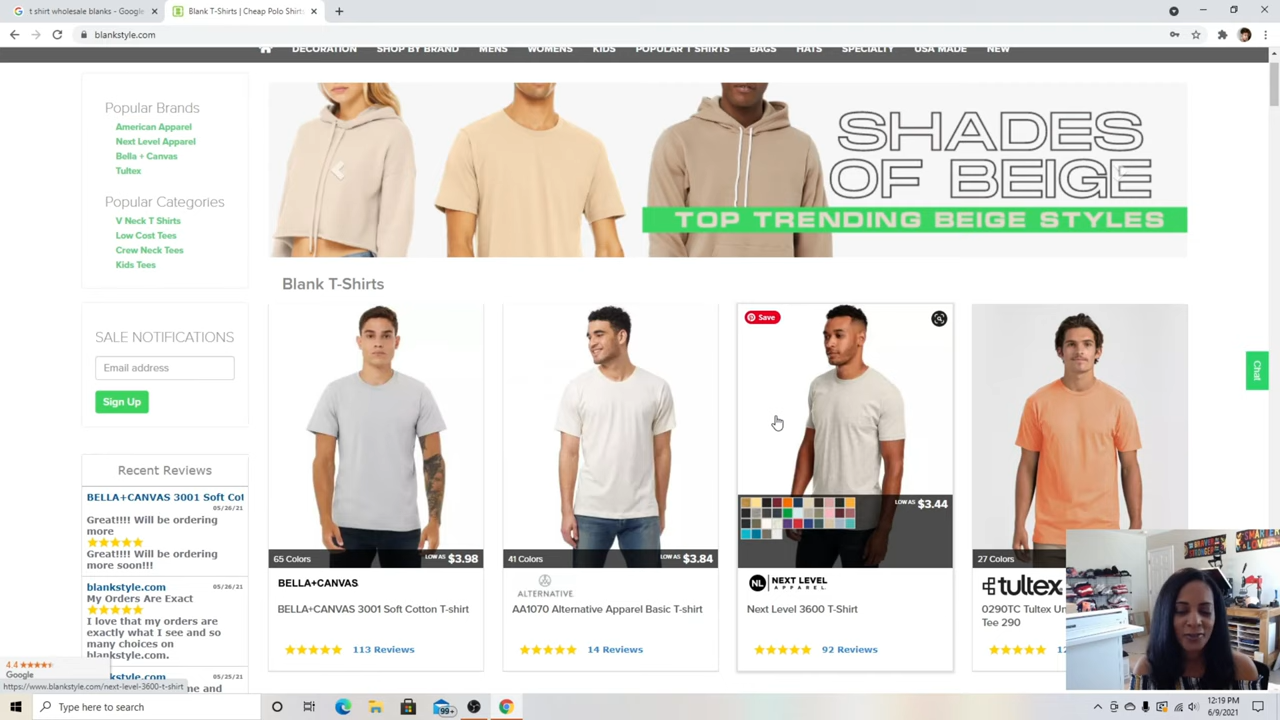 t shirt wholesale blanks - Google
Blank T-Shirts | Cheap Polo Shirts
blankstyle.com
DECORATION SHOP BY BRAND MENS WOMENS KIDS POPULAR T SHIRTS BAGS HATS SPECIALTY USA MADE NEW
Popular Brands
American Apparel
Next Level Apparel
Bella + Canvas
Tultex
Popular Categories
V Neck T Shirts
Low Cost Tees
Crew Neck Tees
Kids Tees
SHADES
OF BEIGE
TOP TRENDING BEIGE STYLES
SALE NOTIFICATIONS
Email address
Sign Up
Recent Reviews
BELLA+CANVAS 3001 Soft Cot
05/26/21
Great!!!! Will be ordering
more
Great!!!! Will be ordering
more soon!!!
blankstyle.com
05/26/21
My Orders Are Exact
I love that my orders are
exactly what I see and so
many choices on
blankstyle.com.
05/25/21
me and
4.4
Google
https://www.blankstyle.com/next-level-3600-t-shirt
Blank T-Shirts
65 Colors LOW AS $3.98
BELLA+CANVAS
BELLA+CANVAS 3001 Soft Cotton T-shirt
113 Reviews
41 Colors LOW AS $3.84
ALTERNATIVE
AA1070 Alternative Apparel Basic T-shirt
14 Reviews
Save
LOW AS $3.44
NL NEXT LEVEL
APPAREL
Next Level 3600 T-Shirt
92 Reviews
27 Colors
tultex
0290TC Tultex Un
Tee 290
Chat
Type here to search
99+
12:19 PM
6/9/2021